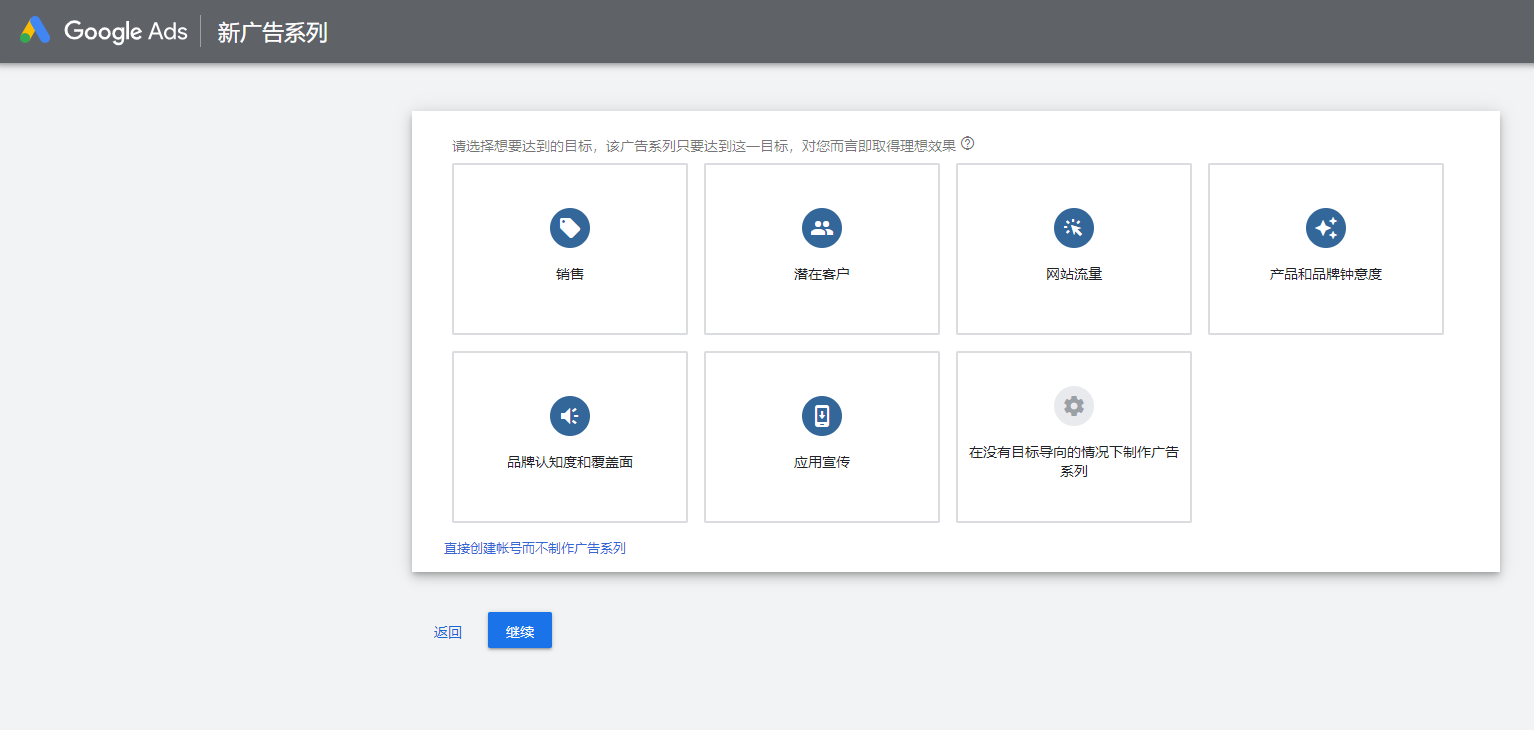 Google Ads 新广告系列
请选择想要达到的目标，该广告系列只要达到这一目标，对您而言即取得理想效果
销售 潜在客户 网站流量 产品和品牌钟意度
品牌认知度和覆盖面 应用宣传 在没有目标导向的情况下制作广告
系列
直接创建帐号而不制作广告系列
返回 继续